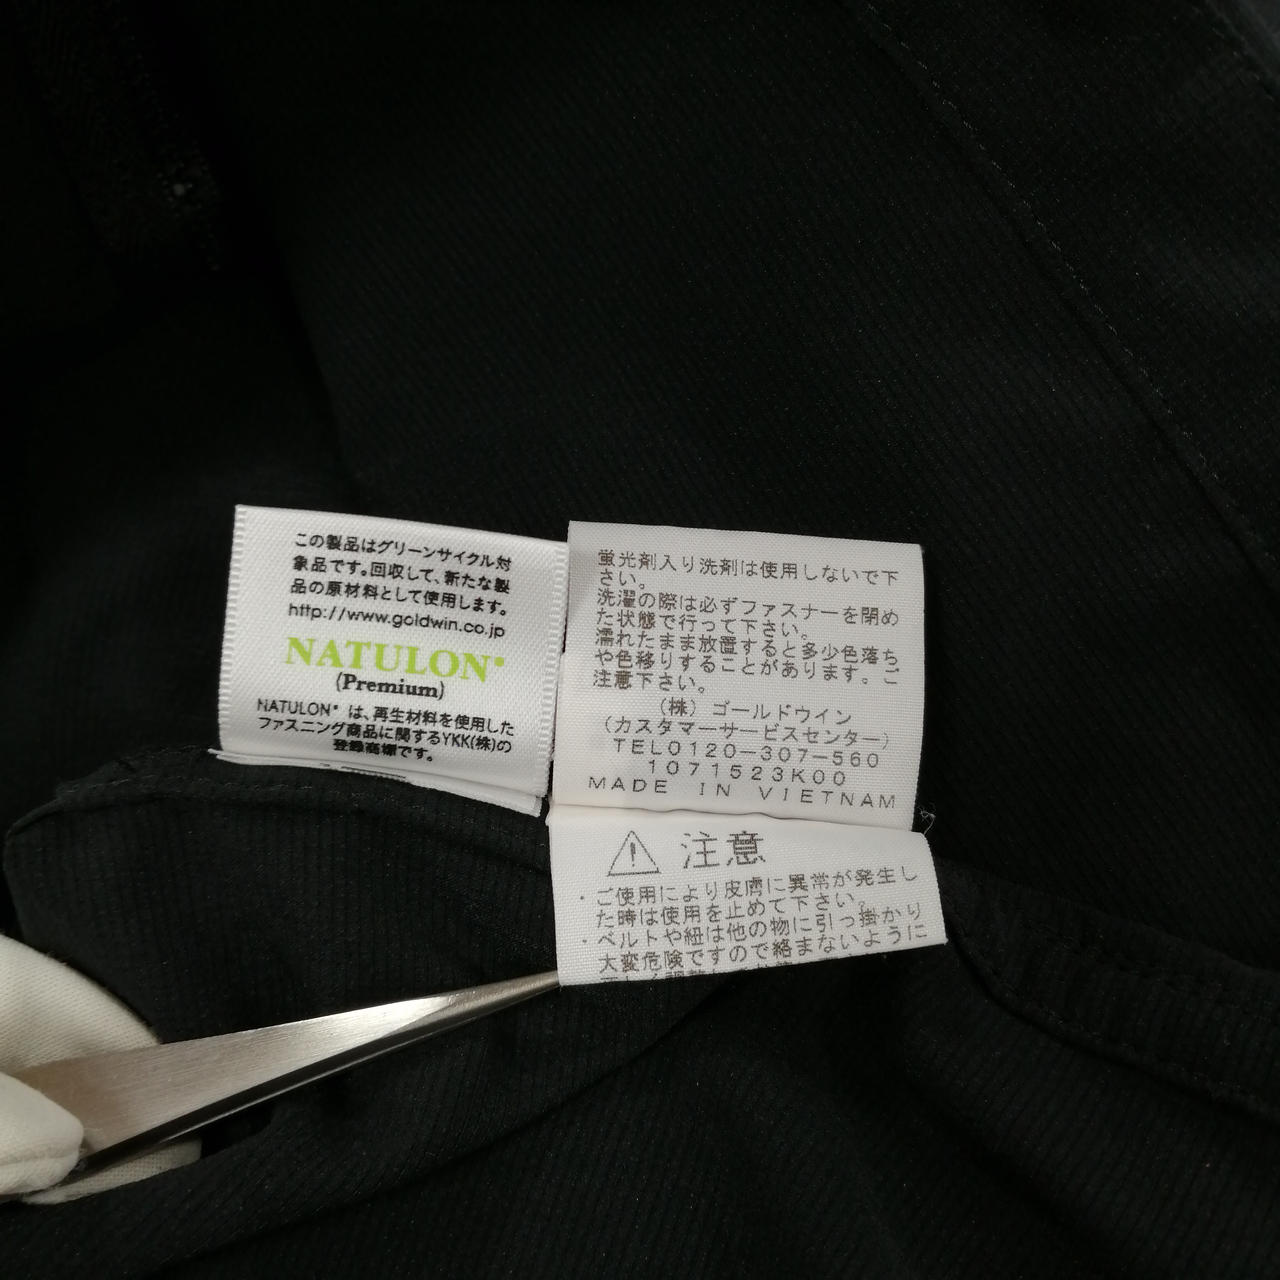 この製品はグリーンサイクル対
象品です。回収して、新たな製
品の原材料として使用します。
http://www.goldwin.co.jp
NATULON®
(Premium)
NATULON® は、再生材料を使用した
ファスニング商品に関するYKK(株)の
登録商標です。
蛍光剤入り洗剤は使用しないで下
さい。
洗濯の際は必ずファスナーを閉め
た状態で行って下さい。
濡れたまま放置すると多少色落ち
や色移りすることがあります。ご
注意下さい。
(株)ゴールドウイン
(カスタマーサービスセンター)
TEL0120-307-560
1071523K00
MADE IN VIETNAM
注意
・ご使用により皮膚に異常が発生し
た時は使用を止めて下さい。
・ベルトや紐は他の物に引っ掛かり
大変危険ですので絡まないように